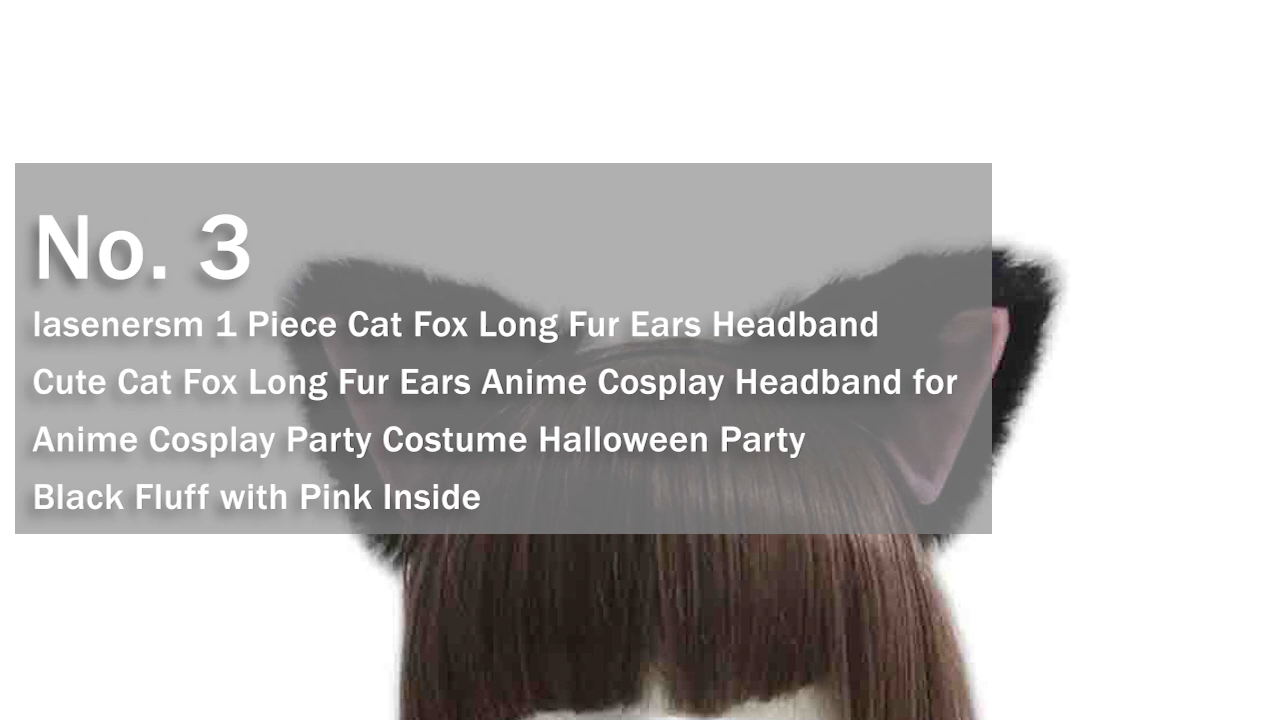 No. 3
lasenersm 1 Piece Cat Fox Long Fur Ears Headband
Cute Cat Fox Long Fur Ears Anime Cosplay Headband for
Anime Cosplay Party Costume Halloween Party
Black Fluff with Pink Inside